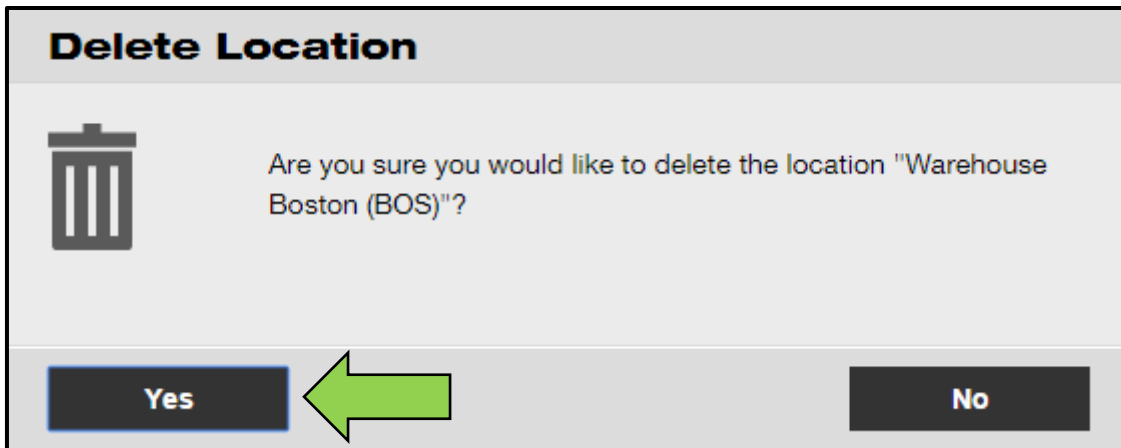 Delete Location
Are you sure you would like to delete the location "Warehouse
Boston (BOS)"?
Yes
No